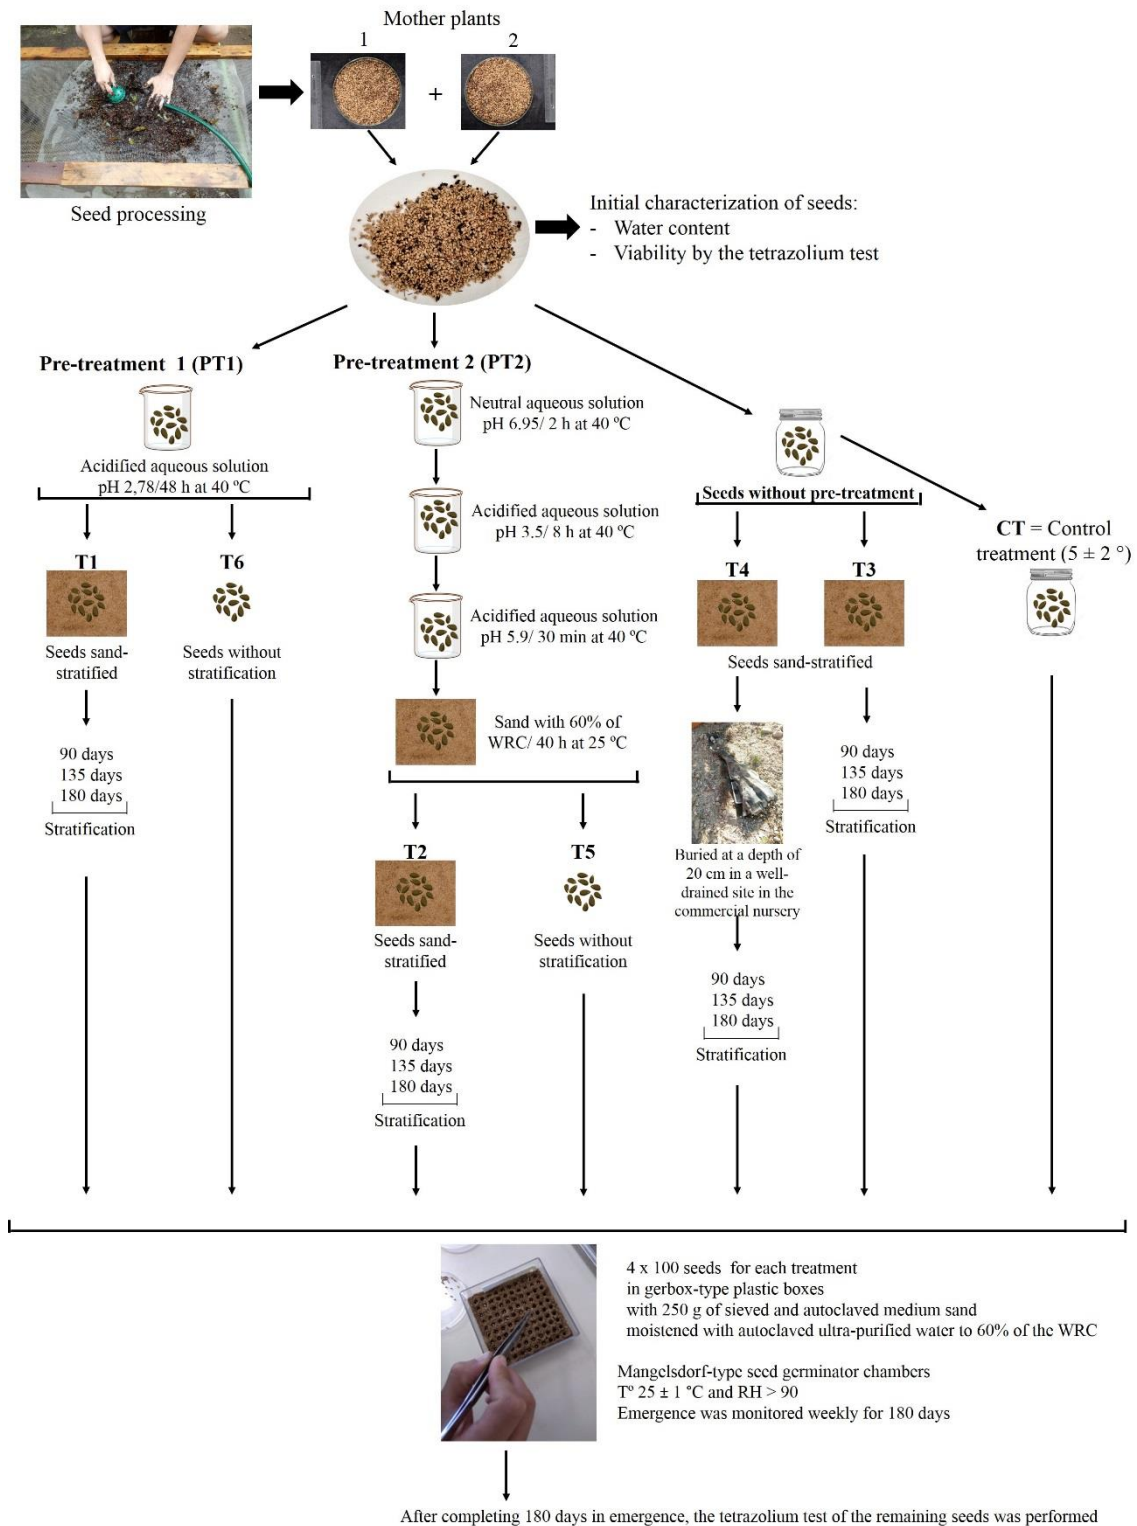 Mother plants
1
2
+
Seed processing
Initial characterization of seeds:
- Water content
- Viability by the tetrazolium test
Pre-treatment 1 (PT1)
Acidified aqueous solution
pH 2,78/48 h at 40 ºC
T1
Seeds sand-
stratified
90 days
135 days
180 days
Stratification
T6
Seeds without
stratification
Pre-treatment 2 (PT2)
Neutral aqueous solution
pH 6.95/ 2 h at 40 ºC
Acidified aqueous solution
pH 3.5/ 8 h at 40 ºC
Acidified aqueous solution
pH 5.9/ 30 min at 40 ºC
Sand with 60% of
WRC/ 40 h at 25 ºC
T2
Seeds sand-
stratified
90 days
135 days
180 days
Stratification
T5
Seeds without
stratification
Seeds without pre-treatment
T4
T3
Seeds sand-stratified
Buried at a depth of
20 cm in a well-
drained site in the
commercial nursery
90 days
135 days
180 days
Stratification
90 days
135 days
180 days
Stratification
CT = Control
treatment (5 ± 2 °)
4 x 100 seeds for each treatment
in gerbox-type plastic boxes
with 250 g of sieved and autoclaved medium sand
moistened with autoclaved ultra-purified water to 60% of the WRC
Mangelsdorf-type seed germinator chambers
Tº 25 ± 1 °C and RH > 90
Emergence was monitored weekly for 180 days
After completing 180 days in emergence, the tetrazolium test of the remaining seeds was performed